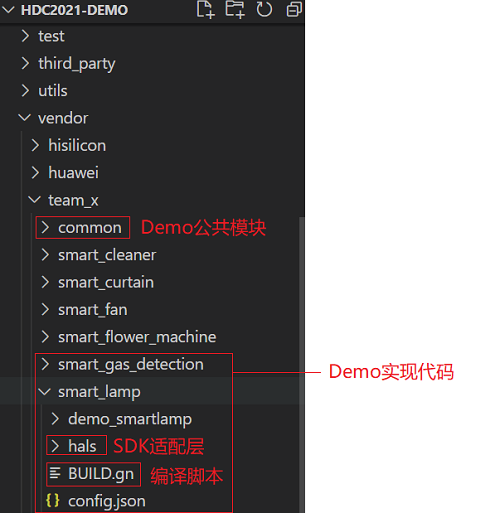 HDC2021-DEMO
test
third_party
utils
vendor
hisilicon
huawei
team_x
common Demo公共模块
smart_cleaner
smart_curtain
smart_fan
smart_flower_machine
smart_gas_detection
Demo实现代码
smart_lamp
demo_smartlamp
hals SDK适配层
BUILD.gn 编译脚本
{} config.json